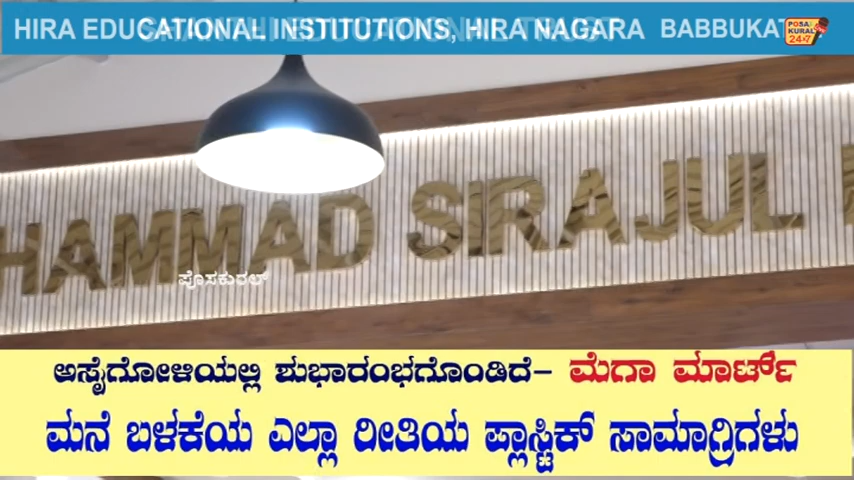 HIRA EDUCATIONAL INSTITUTIONS, HIRA NAGARA BABBUKAT
POSA KURAL 24x7
HAMMAD SIRAJUL
ಪೊಸಕುರಲ್
ಅಸೈಗೋಳಿಯಲ್ಲಿ ಶುಭಾರಂಭಗೊಂಡಿದೆ- ಮೆಗಾ ಮಾರ್ಟ್
ಮನೆ ಬಳಕೆಯ ಎಲ್ಲಾ ರೀತಿಯ ಪ್ಲಾಸ್ಟಿಕ್ ಸಾಮಾಗ್ರಿಗಳು